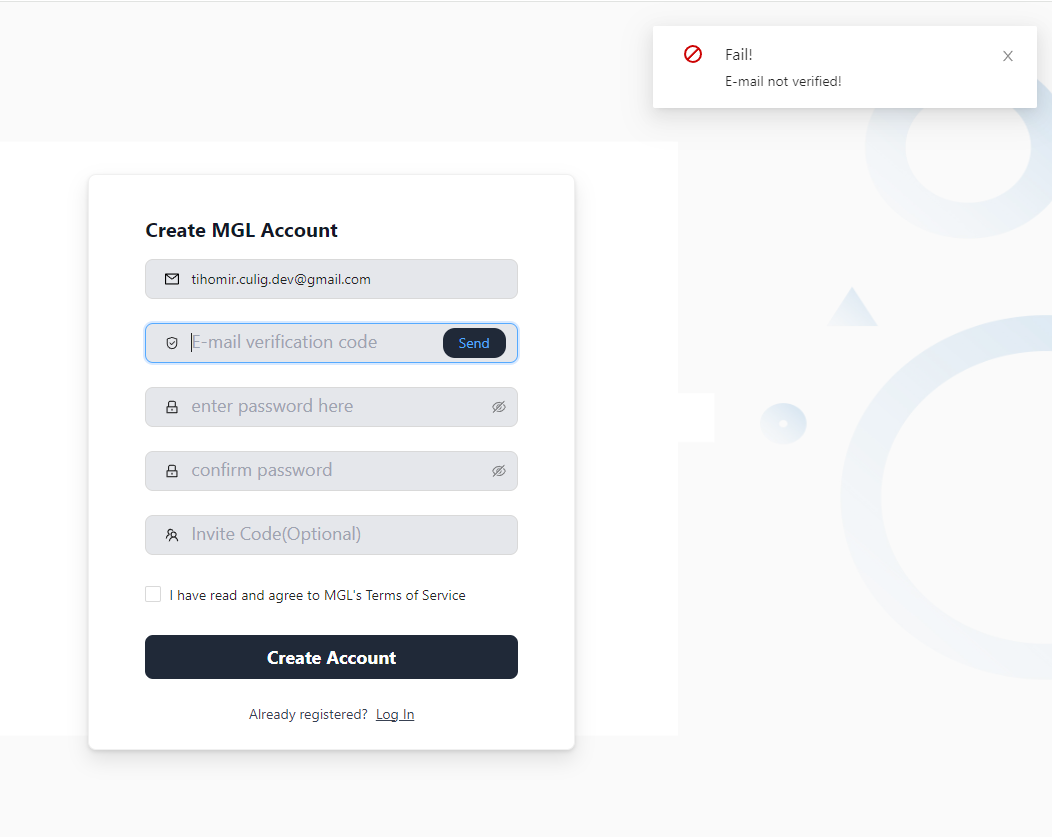 Fail!
E-mail not verified!
Create MGL Account
tihomir.culig.dev@gmail.com
E-mail verification code
Send
enter password here
confirm password
Invite Code(Optional)
I have read and agree to MGL's Terms of Service
Create Account
Already registered? Log In